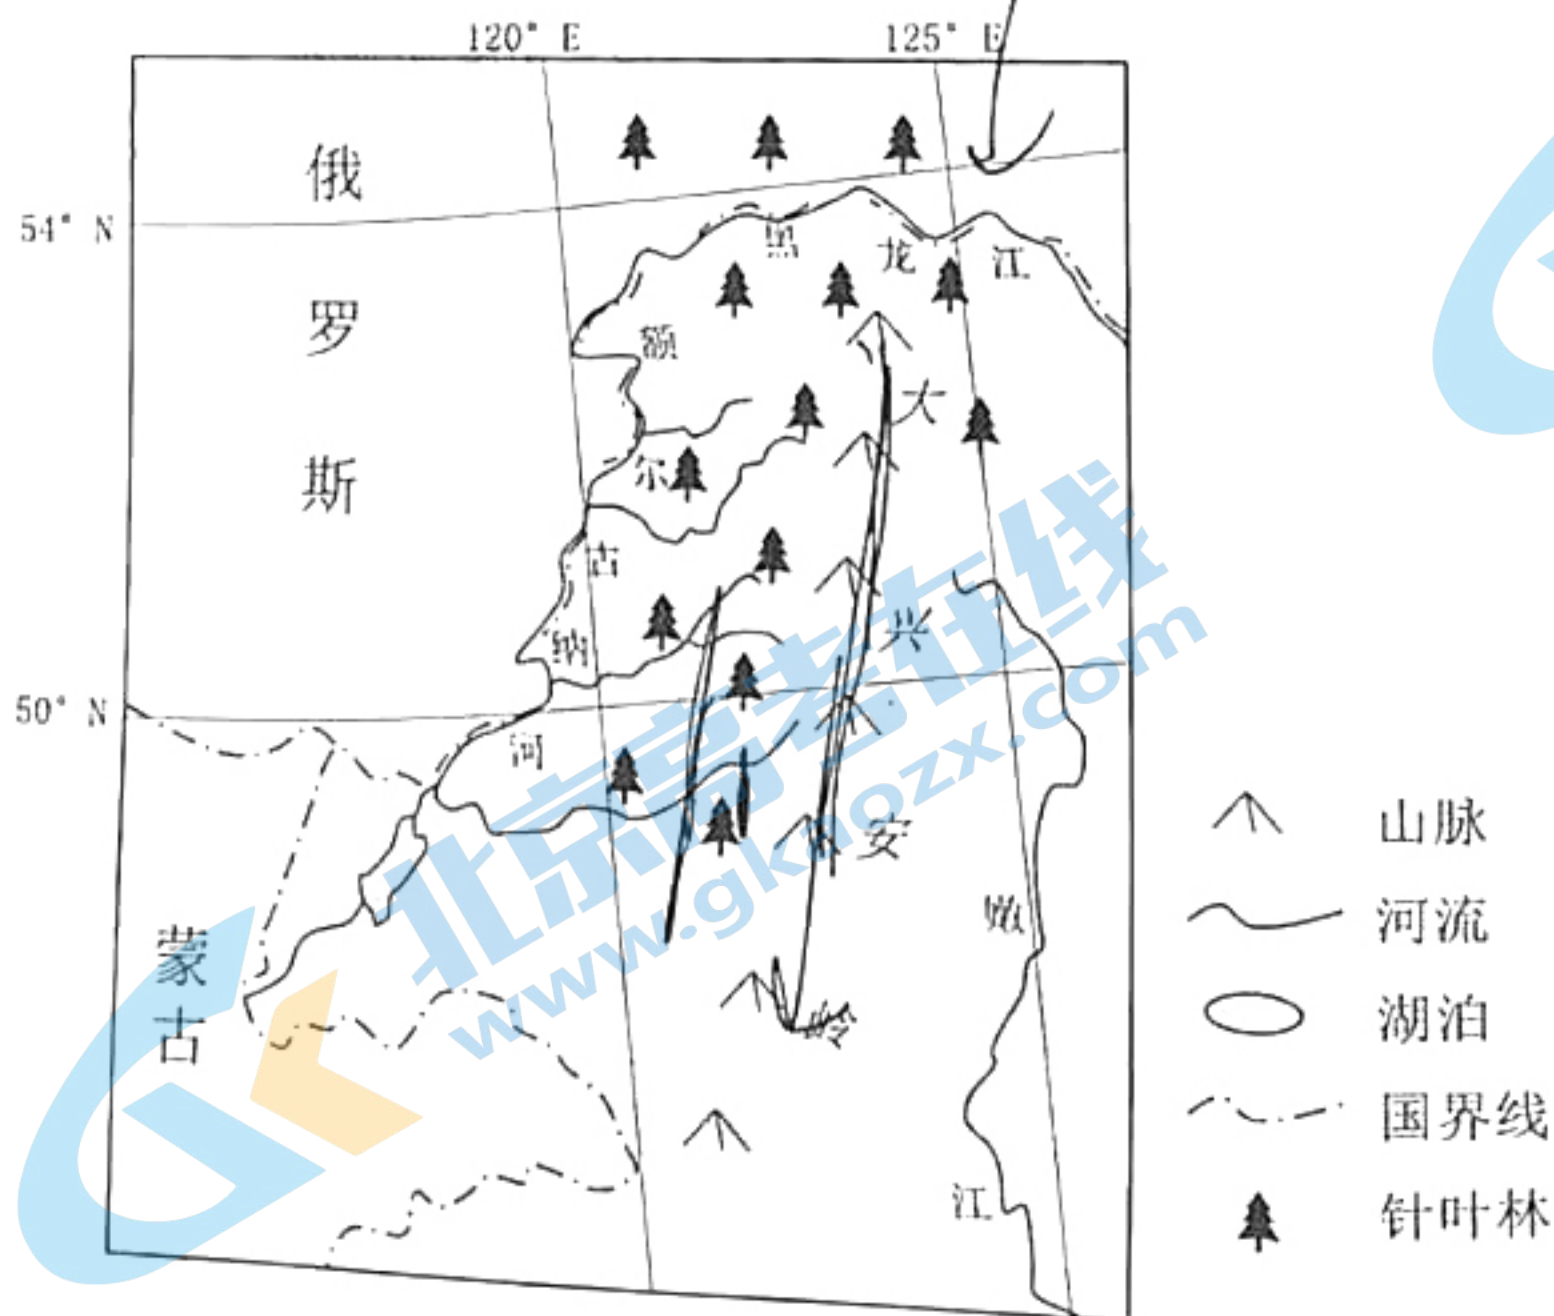 120° E
125° E
俄
罗
斯
54° N
黑
龙
江
额
尔
古
纳
河
大
兴
安
岭
50° N
嫩
江
蒙
古
山脉
河流
湖泊
国界线
针叶林
北京高考在线
www.gkaozx.com